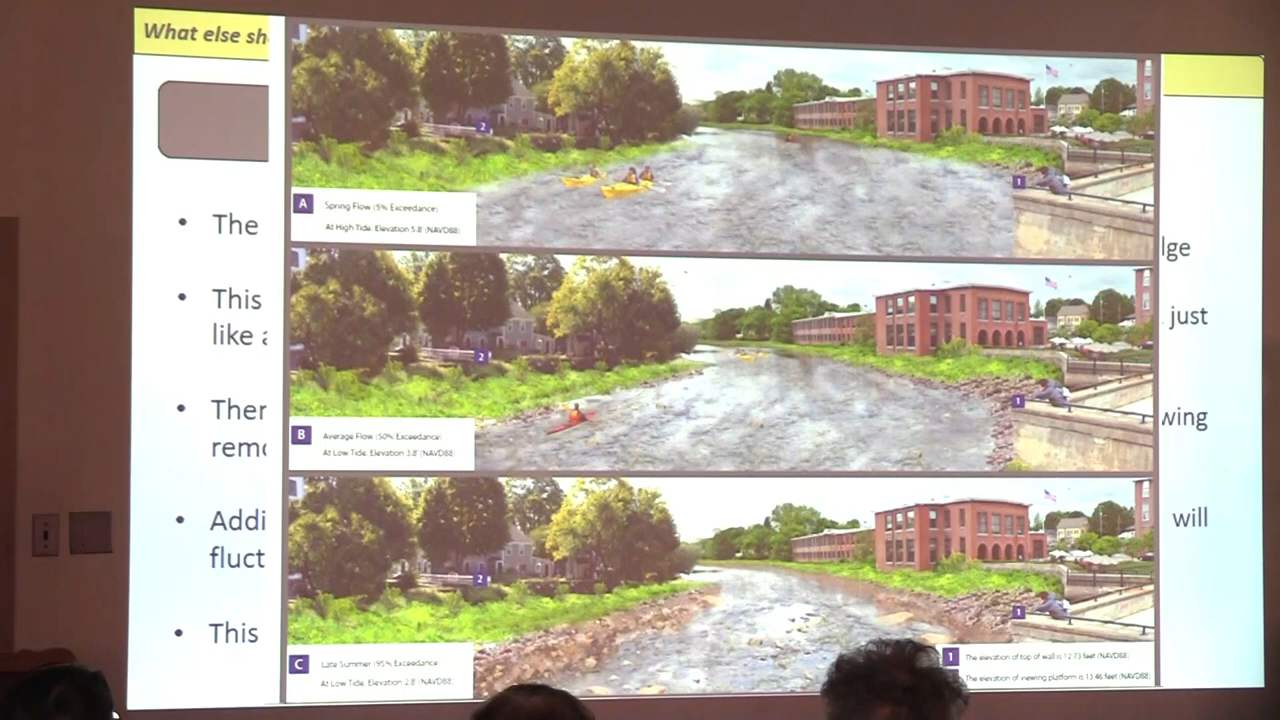 What else sh
The
This
like a
Ther
remo
Addi
fluct
This
lge
just
wing
will
2
1
A
Spring Flow (5% Exceedance)
At High Tide. Elevation 5.8' (NAVD88)
2
1
B
Average Flow (50% Exceedance)
At Low Tide. Elevation 3.8' (NAVD88)
2
1
C
Late Summer (95% Exceedance
At Low Tide. Elevation 2.8' (NAVD88)
1 The elevation of top of wall is 12.73 feet (NAVD88)
The elevation of viewing platform is 13.46 feet (NAVD88)